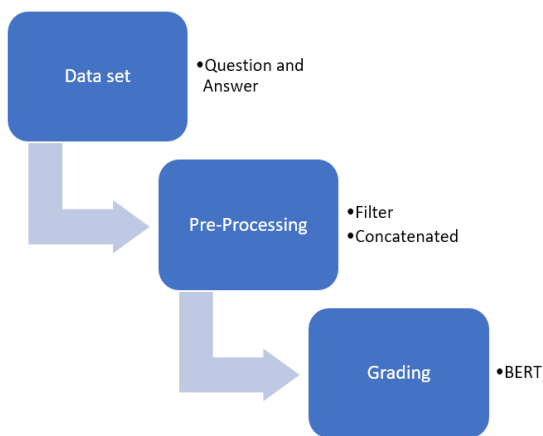 Data set
•Question and
Answer
Pre-Processing
•Filter
•Concatenated
Grading
•BERT